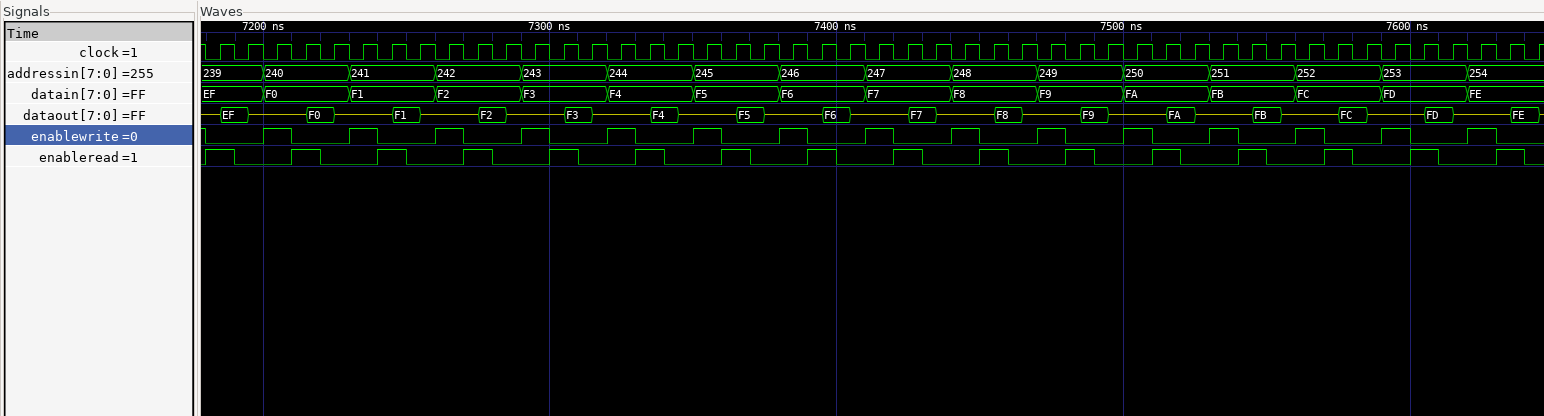 Signals
Waves
Time
7200 ns 7300 ns 7400 ns 7500 ns 7600 ns
clock=1
addressin[7:0]=255
239 240 241 242 243 244 245 246 247 248 249 250 251 252 253 254
datain[7:0]=FF
EF F0 F1 F2 F3 F4 F5 F6 F7 F8 F9 FA FB FC FD FE
dataout[7:0]=FF
EF F0 F1 F2 F3 F4 F5 F6 F7 F8 F9 FA FB FC FD FE
enablewrite=0
enableread=1